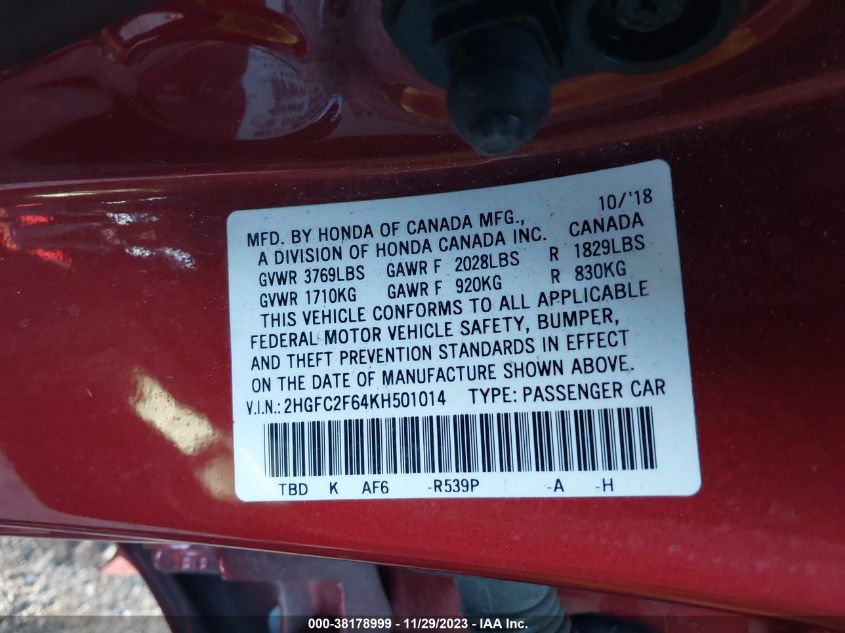 10/'18
MFD. BY HONDA OF CANADA MFG., CANADA
A DIVISION OF HONDA CANADA INC.
GVWR 3769LBS GAWR F 2028LBS R 1829LBS
GVWR 1710KG GAWR F 920KG R 830KG
THIS VEHICLE CONFORMS TO ALL APPLICABLE
FEDERAL MOTOR VEHICLE SAFETY, BUMPER,
AND THEFT PREVENTION STANDARDS IN EFFECT
ON THE DATE OF MANUFACTURE SHOWN ABOVE.
V.I.N.: 2HGFC2F64KH501014 TYPE: PASSENGER CAR
TBD K AF6 -R539P -A -H
000-38178999 - 11/29/2023 - IAA Inc.